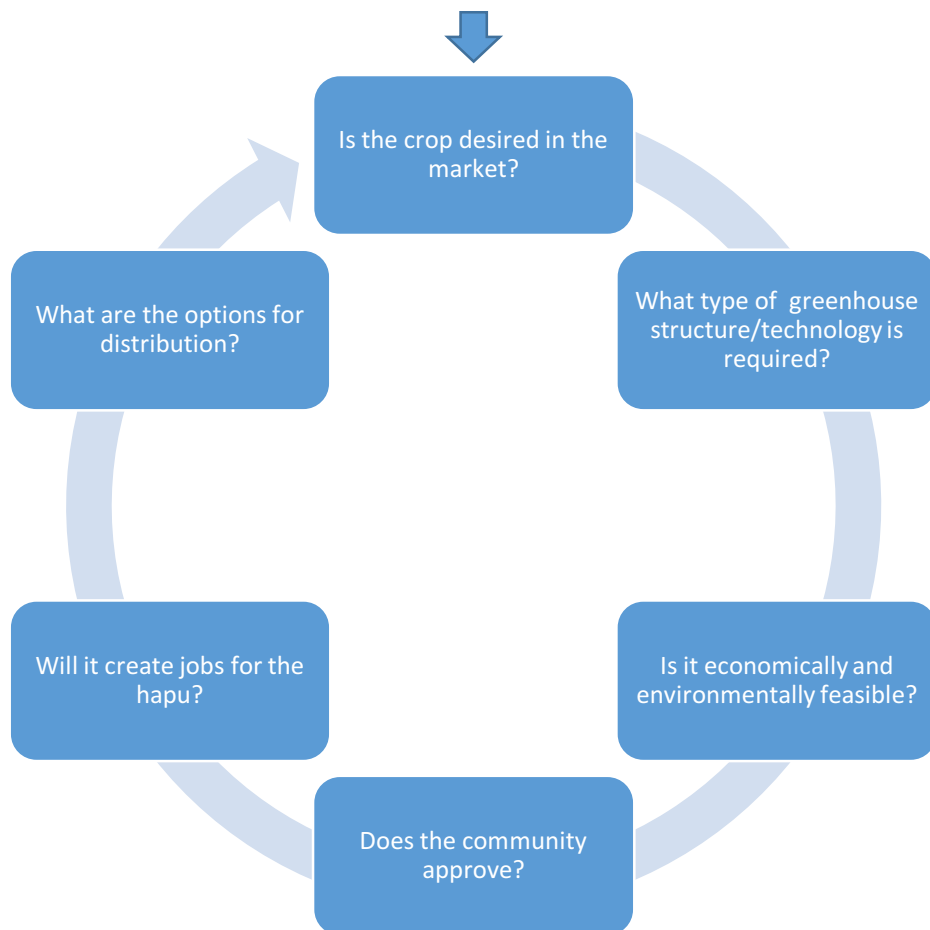 Is the crop desired in the
market?
What type of  greenhouse
structure/technology is
required?
Is it economically and
environmentally feasible?
Does the community
approve?
Will it create jobs for the
hapu?
What are the options for
distribution?